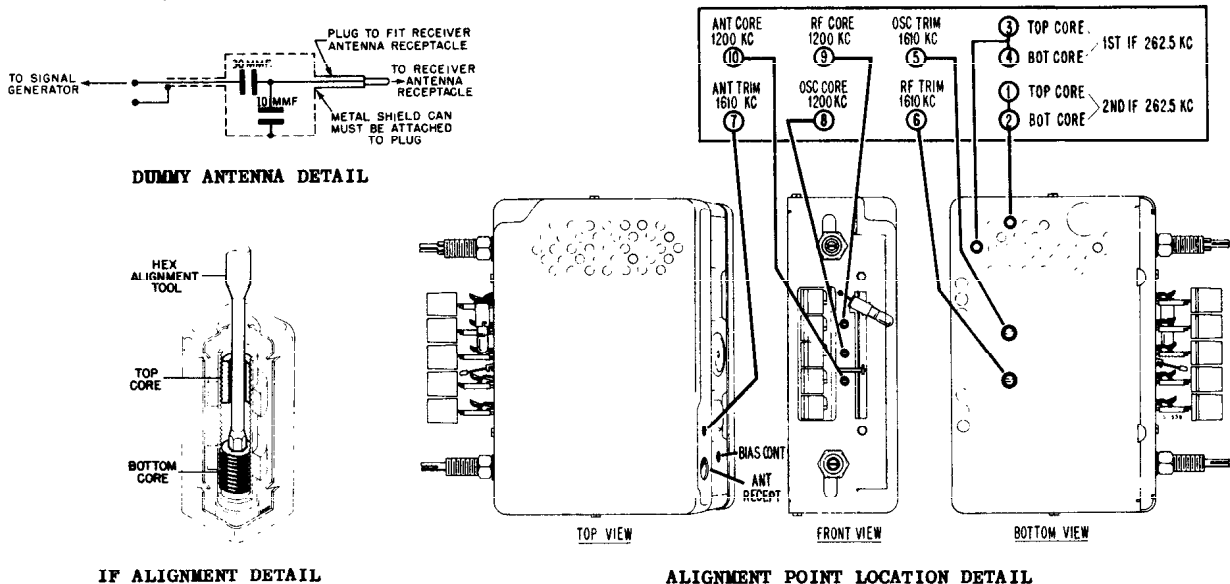 30 MMF.
PLUG TO FIT RECEIVER
ANTENNA RECEPTACLE
TO SIGNAL
GENERATOR
TO RECEIVER
ANTENNA
RECEPTACLE
10 MMF
METAL SHIELD CAN
MUST BE ATTACHED
TO PLUG
DUMMY ANTENNA DETAIL
ANT CORE
1200 KC
10
RF CORE
1200 KC
9
OSC TRIM
1610 KC
5
3 TOP CORE
4 BOT CORE
1ST IF 262.5 KC
ANT TRIM
1610 KC
7
OSC CORE
1200 KC
8
RF TRIM
1610 KC
6
1 TOP CORE
2 BOT CORE
2ND IF 262.5 KC
HEX
ALIGNMENT
TOOL
TOP
CORE
BOTTOM
CORE
IF ALIGNMENT DETAIL
BIAS CONT
ANT
RECEPT
TOP VIEW
FRONT VIEW
BOTTOM VIEW
ALIGNMENT POINT LOCATION DETAIL